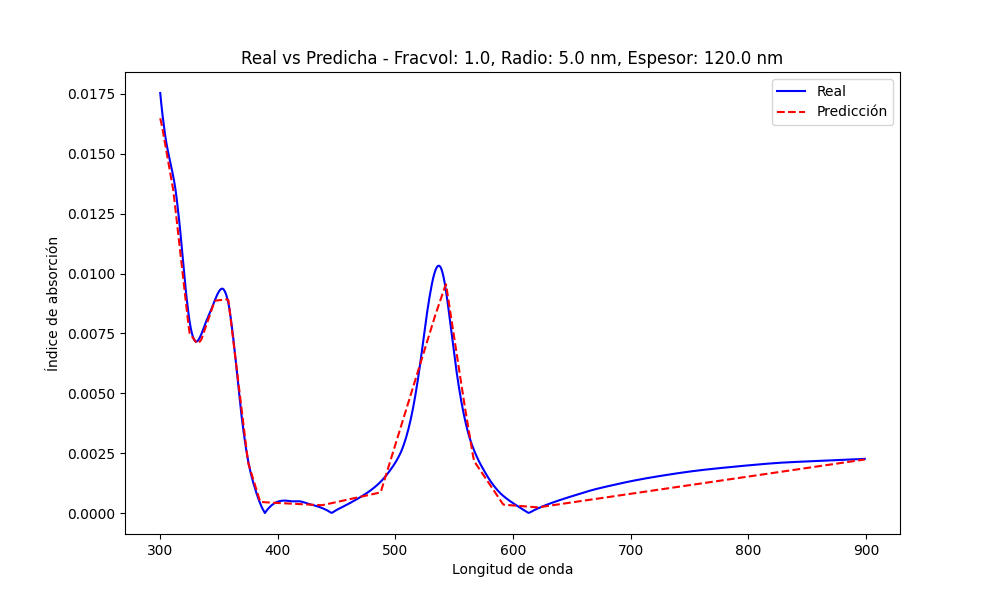 Real vs Predicha - Fracvol: 1.0, Radio: 5.0 nm, Espesor: 120.0 nm
Real
Predicción
Índice de absorción
0.0175
0.0150
0.0125
0.0100
0.0075
0.0050
0.0025
0.0000
300 400 500 600 700 800 900
Longitud de onda